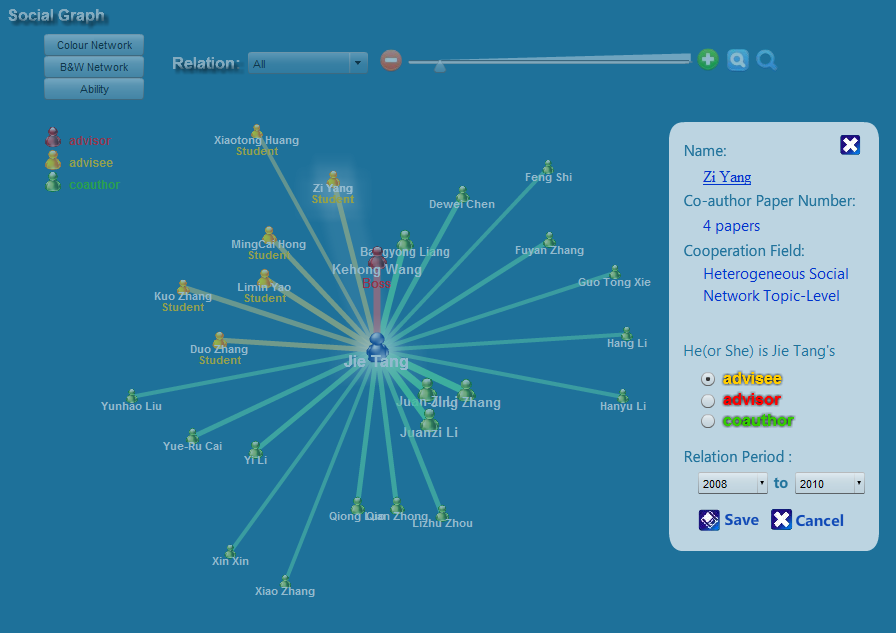 Social Graph
Colour Network
B&W Network
Ability
Relation: All
advisor
advisee
coauthor
Xiaotong Huang
Student
Zi Yang
Student
Feng Shi
Dewei Chen
MingCai Hong
Student
Bangyong Liang
Fuyan Zhang
Kehong Wang
Boss
Limin Yao
Student
Guo Tong Xie
Kuo Zhang
Student
Duo Zhang
Student
Jie Tang
Hang Li
Yunhao Liu
Jing Zhang
Hanyu Li
Juanzi Li
Yue-Ru Cai
Yi Li
Qiong Luo
Qian Zhong
Lizhu Zhou
Xin Xin
Xiao Zhang
Name:
Zi Yang
Co-author Paper Number:
4 papers
Cooperation Field:
Heterogeneous Social
Network Topic-Level
He(or She) is Jie Tang's
advisee
advisor
coauthor
Relation Period :
2008 to 2010
Save Cancel